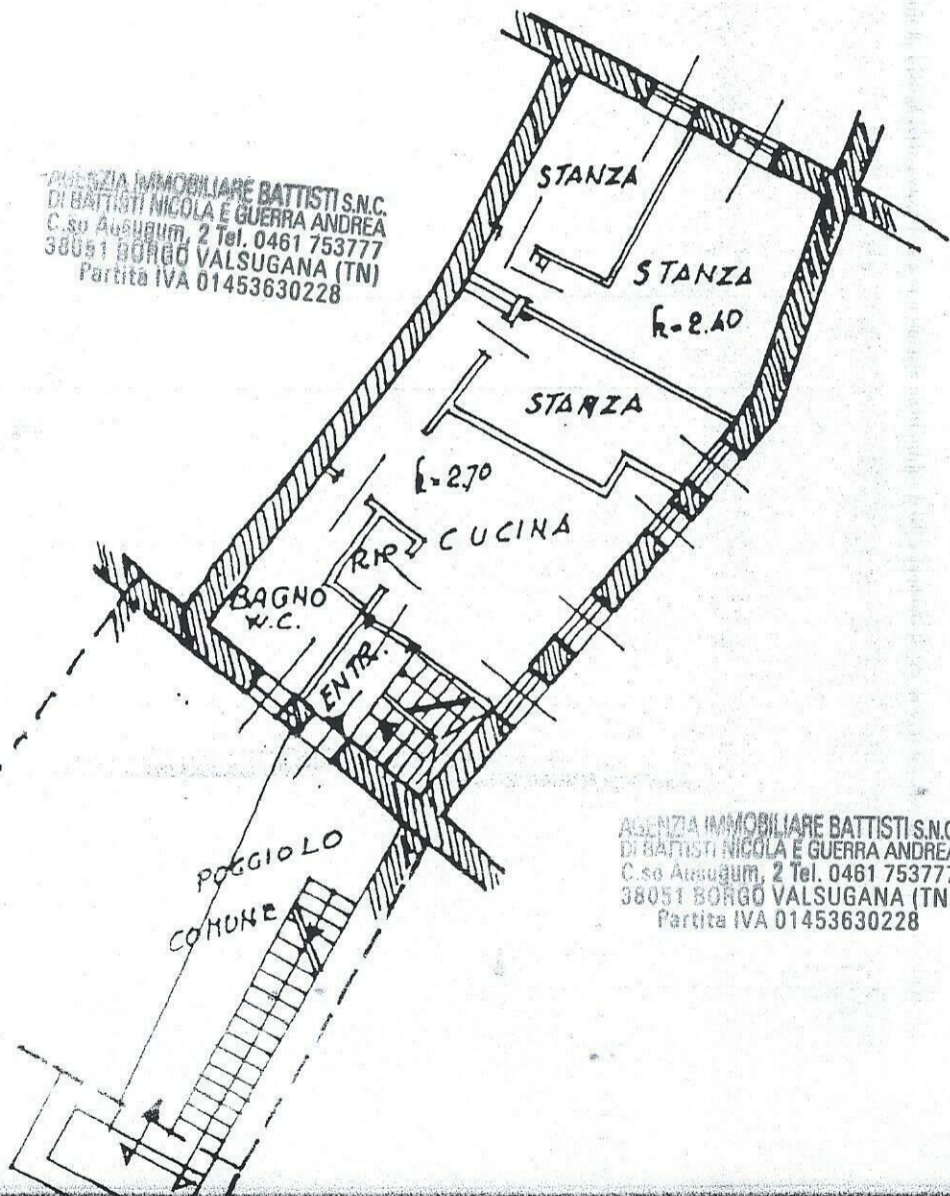 AGENZIA IMMOBILIARE BATTISTI S.N.C.
DI BATTISTI NICOLA E GUERRA ANDREA
C.so Ausugum, 2 Tel. 0461 753777
38051 BORGO VALSUGANA (TN)
Partita IVA 01453630228
STANZA
STANZA
h=2.40
STANZA
h=2.70
CUCINA
RIP
BAGNO
W.C.
ENTR.
POGGIOLO
COMUNE
AGENZIA IMMOBILIARE BATTISTI S.N.C
DI BATTISTI NICOLA E GUERRA ANDREA
C.so Ausugum, 2 Tel. 0461 753777
38051 BORGO VALSUGANA (TN
Partita IVA 01453630228